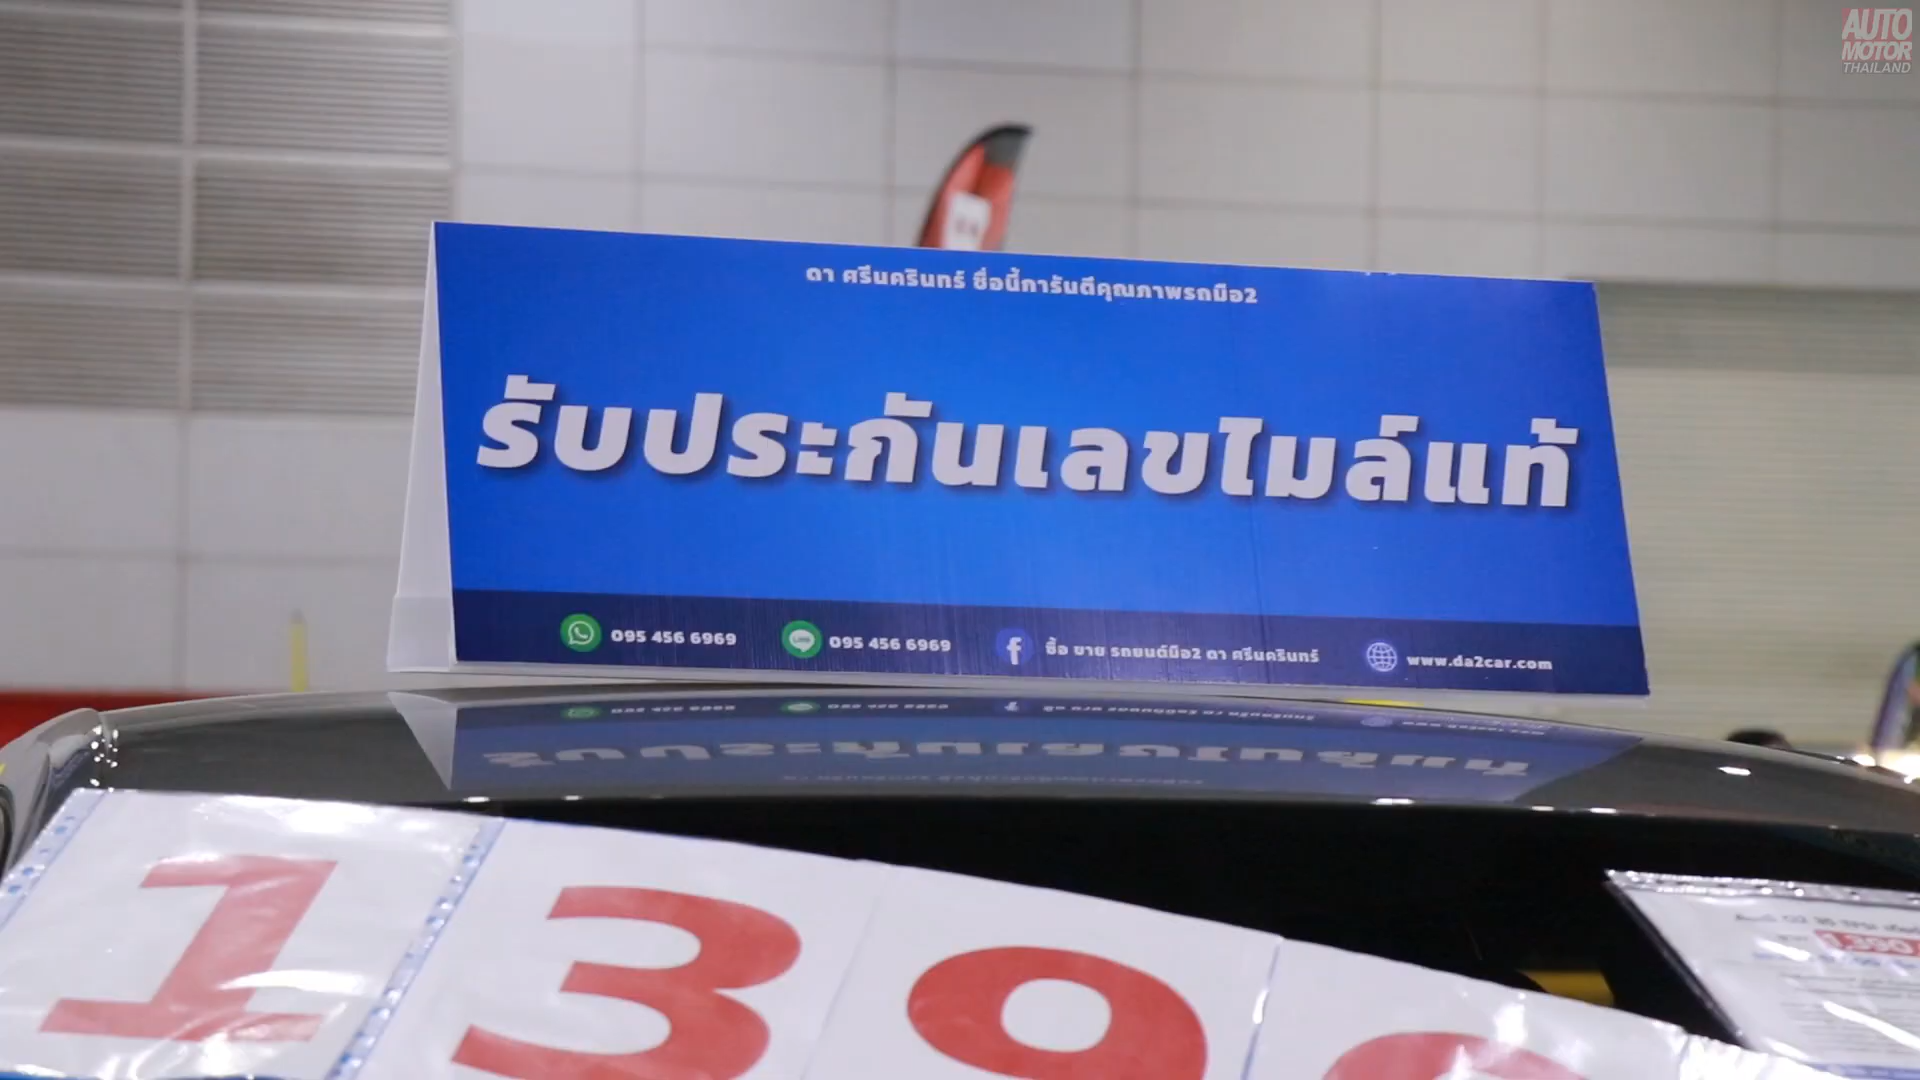 AUTO
MOTOR
THAILAND
ดา ศรีนครินทร์ ชื่อนี้การันตีคุณภาพรถมือ2
รับประกันเลขไมล์แท้
095 456 6969 LINE 095 456 6969 ซื้อ ขาย รถยนต์มือ2 ดา ศรีนครินทร์ www.da2car.com
139
1,390